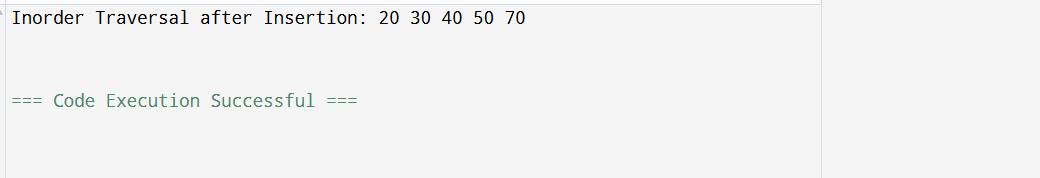 Inorder Traversal after Insertion: 20 30 40 50 70
=== Code Execution Successful ===